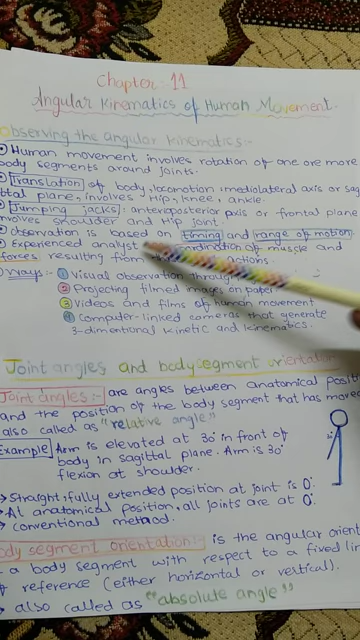 Chapter : 11
Angular Kinematics of Human Movement.
Observing the angular kinematics :-
Human movement involves rotation of one ore more
body segments around joints.
Translation of body, locomotion, mediolateral axis or sag
ttal plane, involves hip, knee, ankle.
Jumping jacks : anterioposterior axis or frontal plane
involves shoulder and Hip joint
observation is based on timing and range of motion
Experienced analyst of muscle and
forces resulting from actions.
Ways :- ① Visual observation through
② Projecting filmed images on paper
③ Videos and films of human movement
④ Computer-linked cameras that generate
3-dimentional kinetic and kinematics.
Joint angles and body segment orientation
Joint angles :- are angles between anatomical positi
and the position of the body segment that has moved
also called as "relative angle"
Example Arm is elevated at 30° in front of
body in sagittal plane. Arm is 30°
flexion at shoulder.
→ Straight, fully extended position at joint is 0°.
→ At anatomical position, all joints are at 0°.
→ conventional method.
ody segment orientation : is the angular orient
a body segment with respect to a fixed lin
f reference (either horizontal or vertical).
also called as "absolute angle"